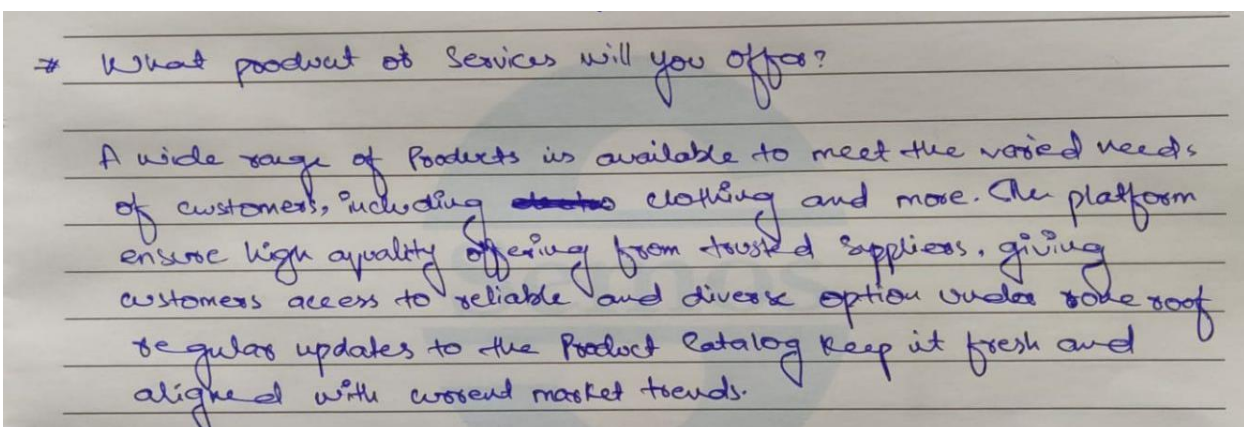 * What product of Services will you offer?
A wide range of Products is available to meet the varied needs
of customers, including clothing and more. The platform
ensure high quality offering from trusted Suppliers, giving
customers access to reliable and diverse option under roof
regular updates to the Product Catalog Keep it fresh and
aligned with current market trends.